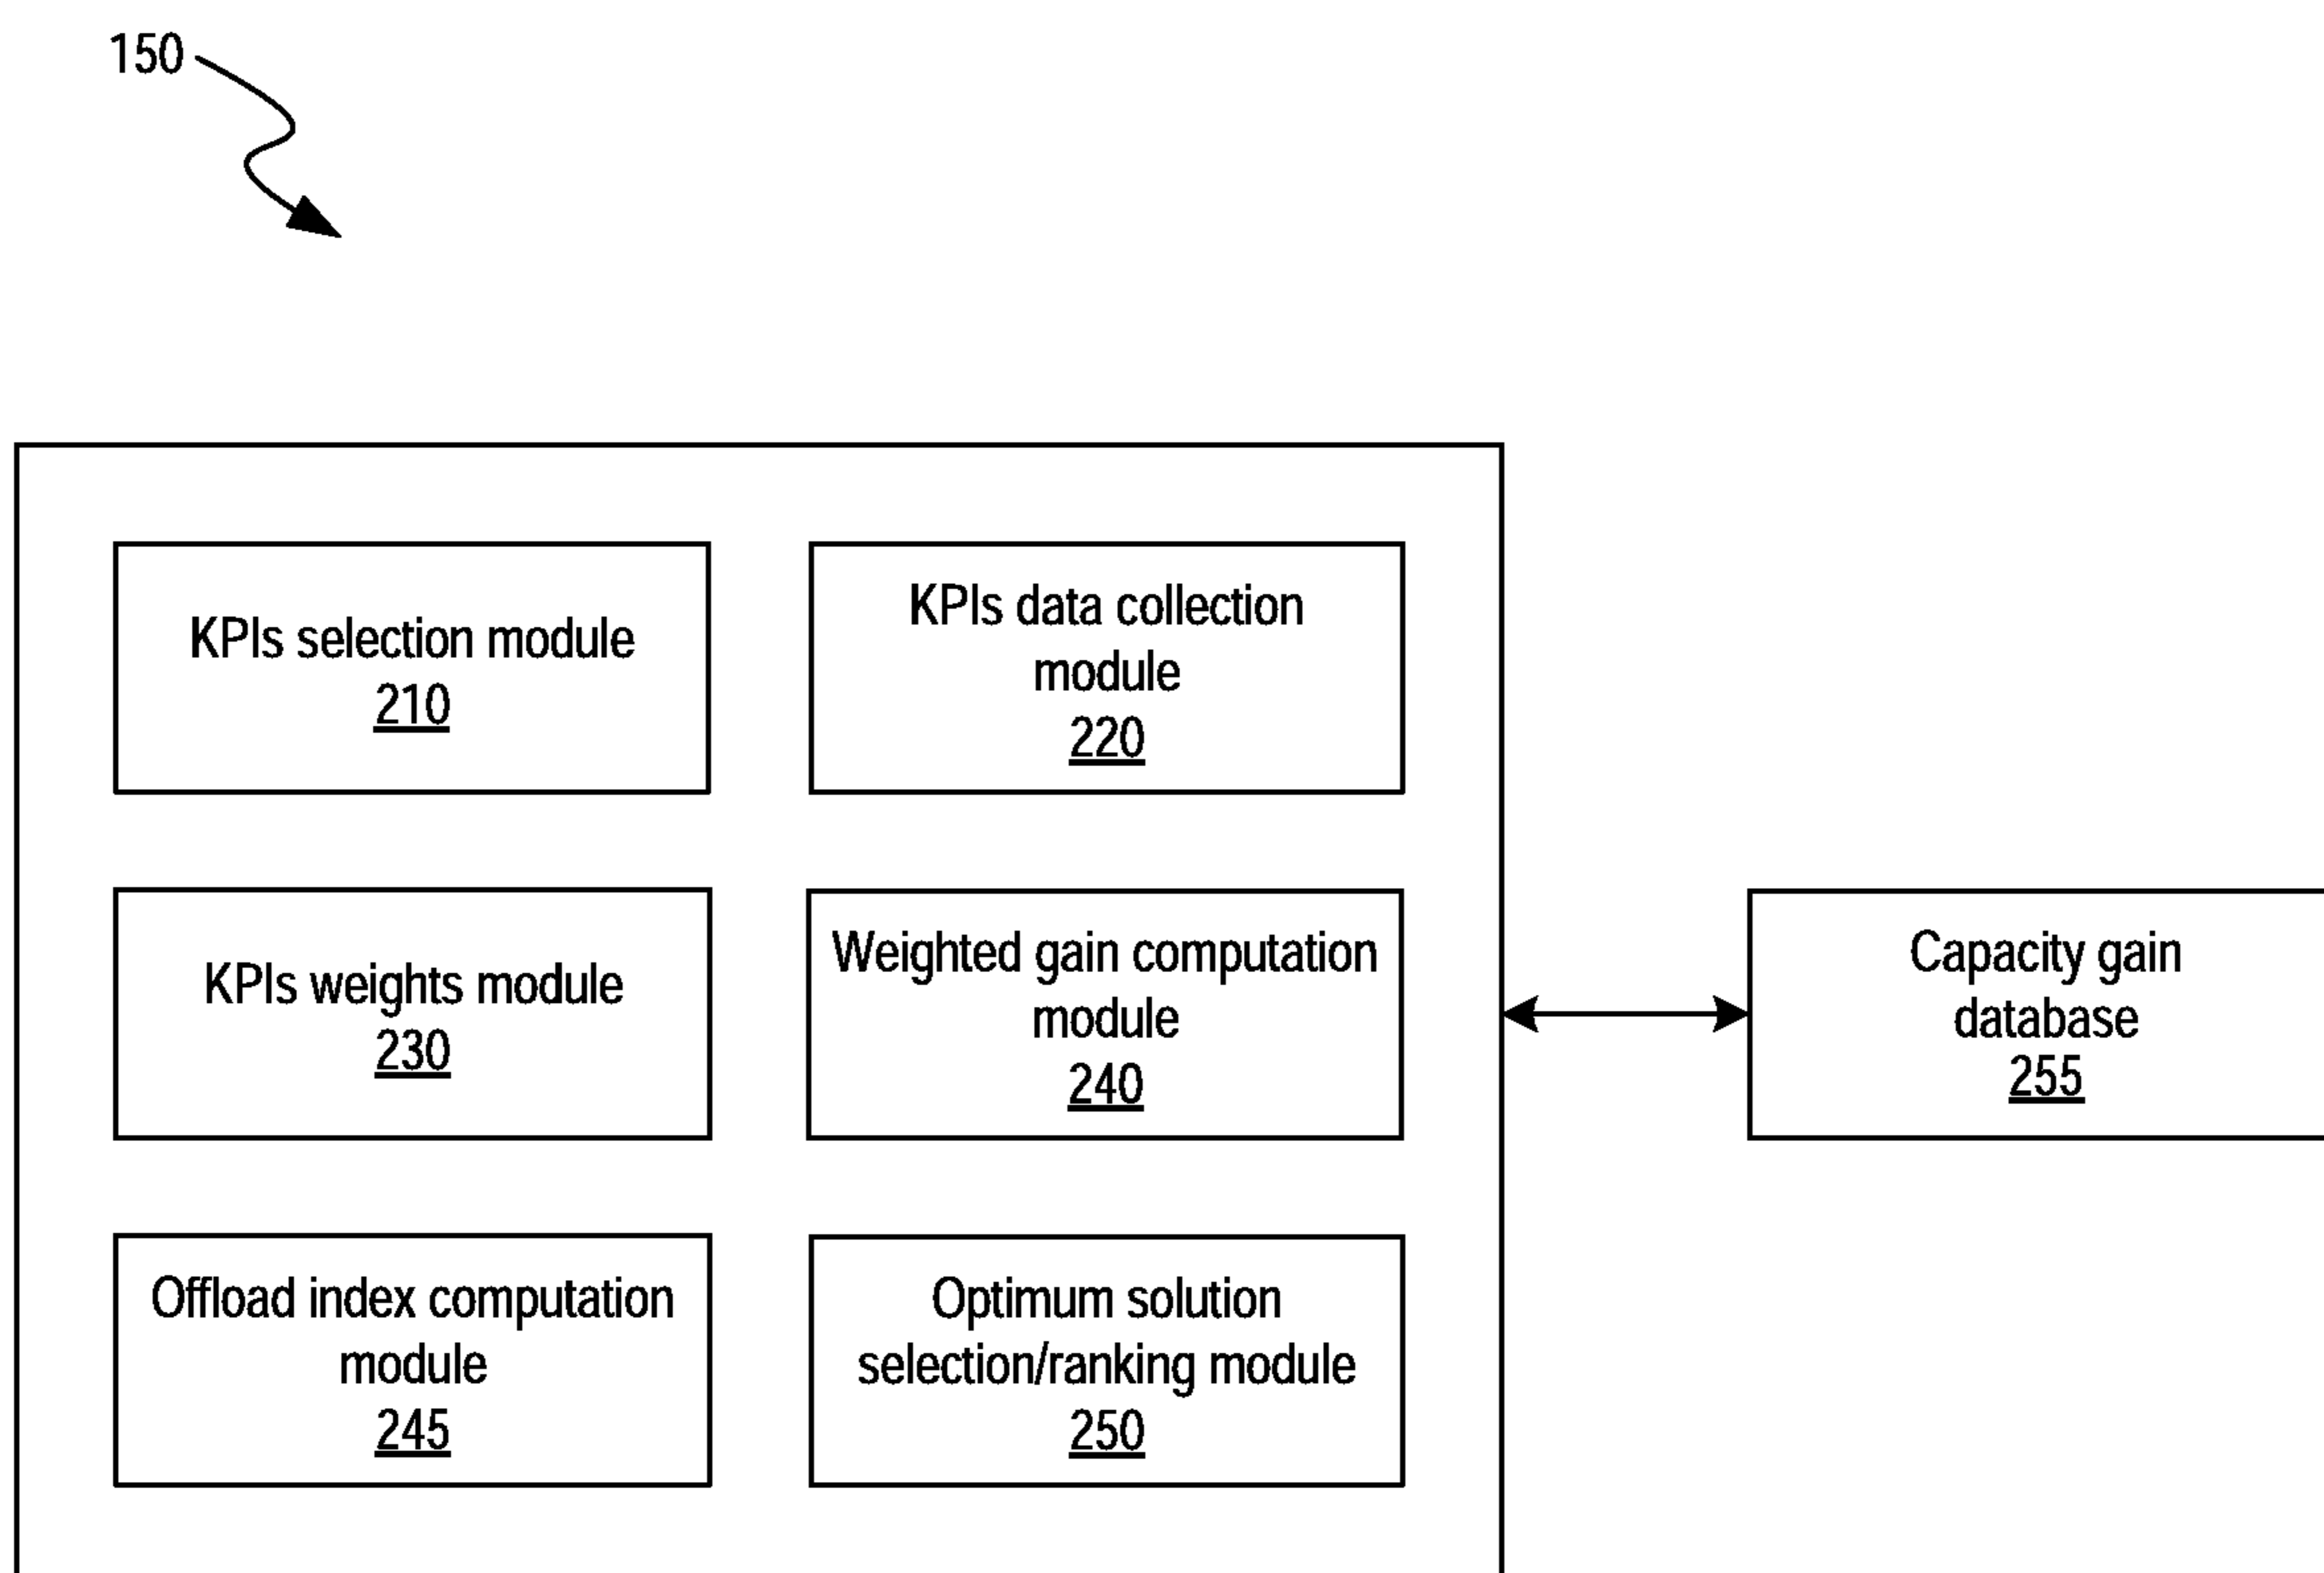 150
KPIs selection module
210
KPIs data collection
module
220
KPIs weights module
230
Weighted gain computation
module
240
Capacity gain
database
255
Offload index computation
module
245
Optimum solution
selection/ranking module
250